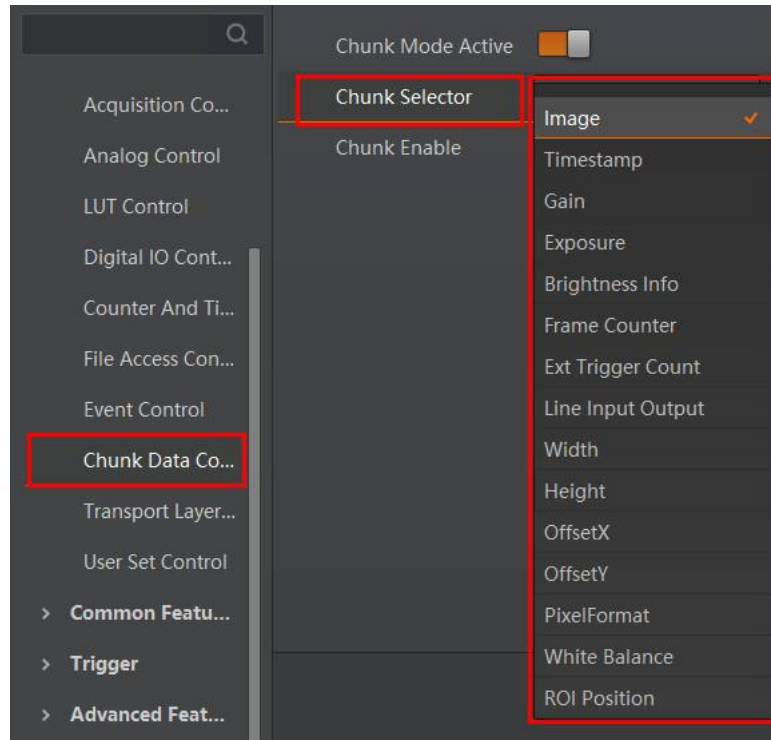 Acquisition Co...
Analog Control
LUT Control
Digital IO Cont...
Counter And Ti...
File Access Con...
Event Control
Chunk Data Co...
Transport Layer...
User Set Control
Common Featu...
Trigger
Advanced Feat...
Chunk Mode Active
Chunk Selector
Chunk Enable
Image
Timestamp
Gain
Exposure
Brightness Info
Frame Counter
Ext Trigger Count
Line Input Output
Width
Height
OffsetX
OffsetY
PixelFormat
White Balance
ROI Position